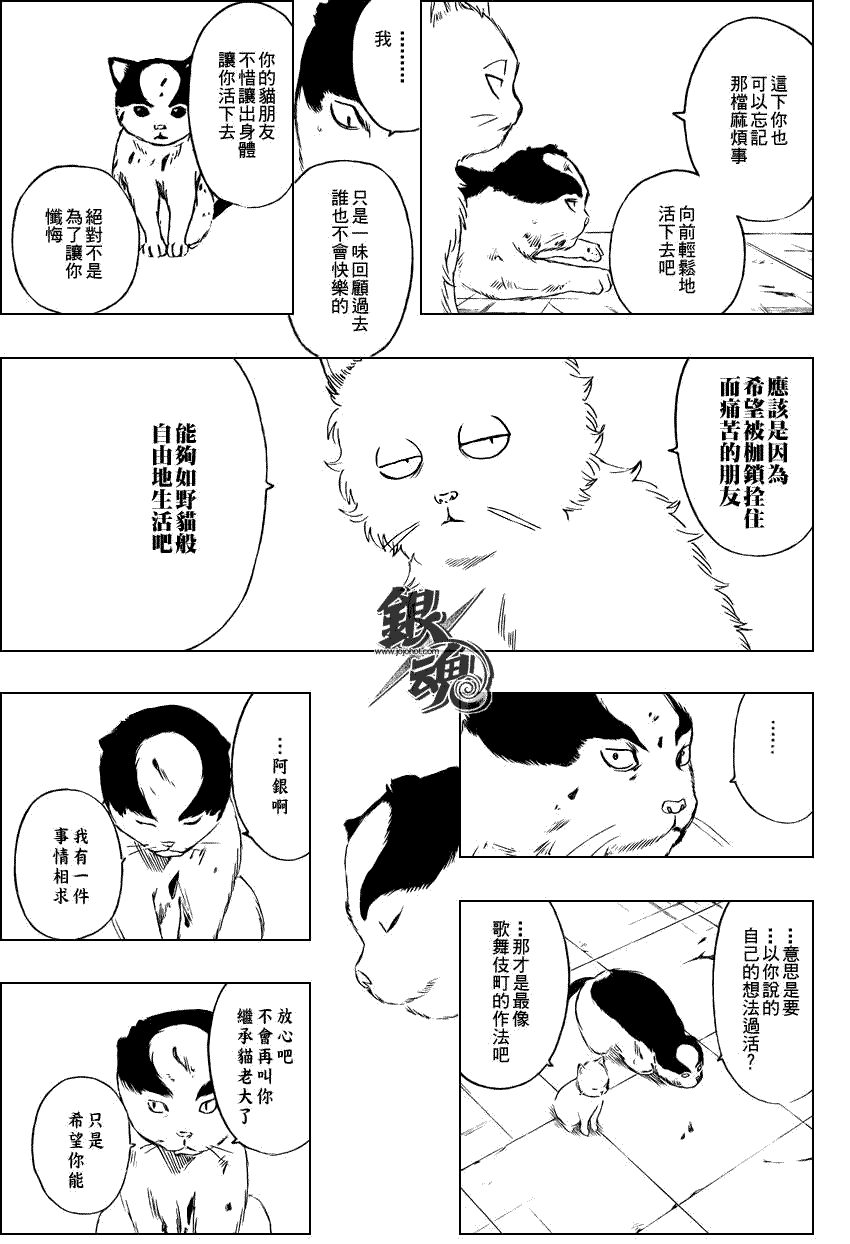 這下你也
可以忘記
那檔麻煩事
向前輕鬆地
活下去吧
………
我
只是一味回顧過去
誰也不會快樂的
你的貓朋友
不惜讓出身體
讓你活下去
絕對不是
為了讓你
懺悔
應該是因為
希望被枷鎖拴住
而痛苦的朋友
能夠如野貓般
自由地生活吧
銀魂
www.jojohot.com
……
…意思是要
…以你說的
自己的想法過活?
…那才是最像
歌舞伎町的作法吧
…阿銀啊
我有一件
事情相求
放心吧
不會再叫你
繼承貓老大了
只是
希望你能